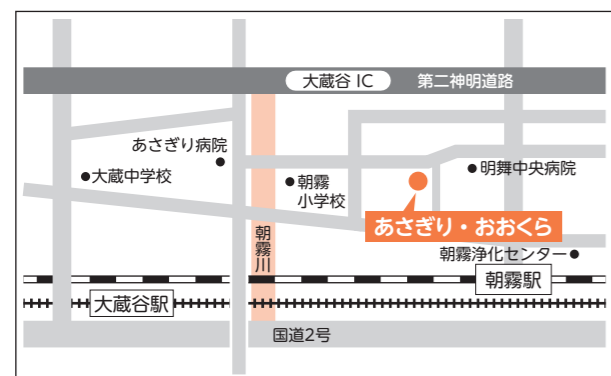 大蔵谷 IC
第二神明道路
あさぎり病院
大蔵中学校
朝霧
小学校
明舞中央病院
あさぎり・おおくら
朝霧川
朝霧浄化センター
朝霧駅
大蔵谷駅
国道2号